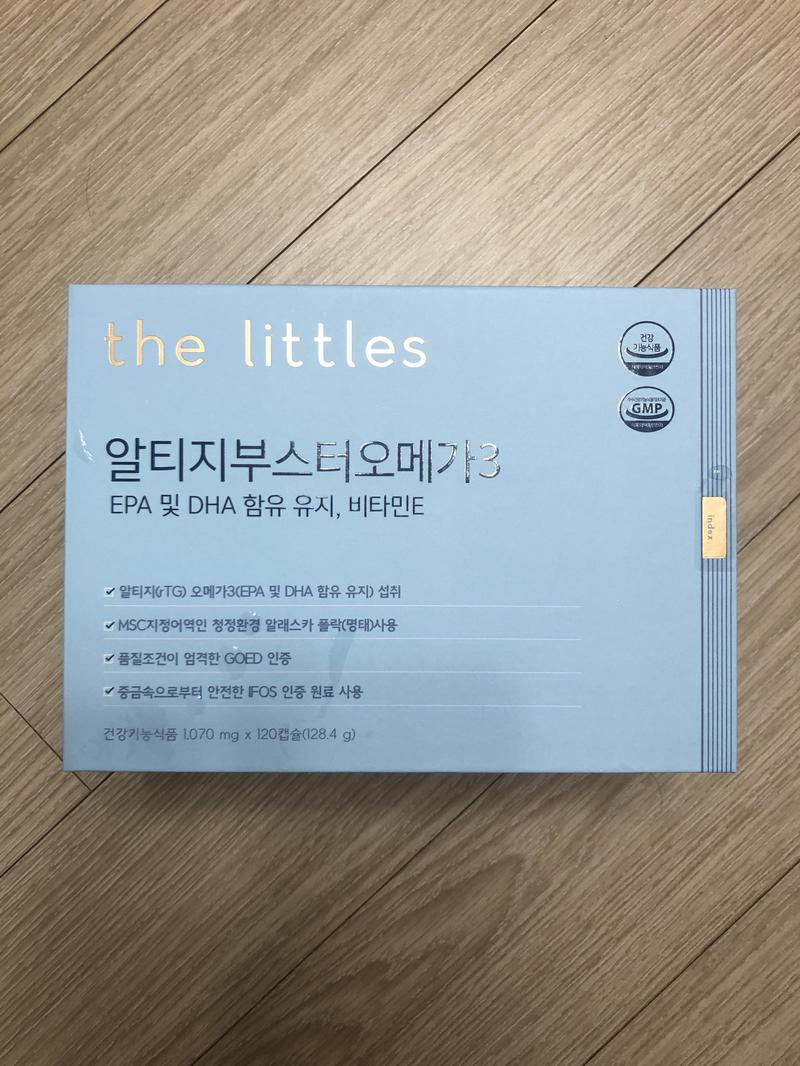 the littles
건강
기능식품
GMP
알티지부스터오메가3
EPA 및 DHA 함유 유지, 비타민E
index
알티지(rTG) 오메가3(EPA 및 DHA 함유 유지) 섭취
MSC지정어역인 청정환경 알래스카 폴락(명태)사용
품질조건이 엄격한 GOED 인증
중금속으로부터 안전한 IFOS 인증 원료 사용
건강기능식품 1,070 mg x 120캡슐(128.4 g)